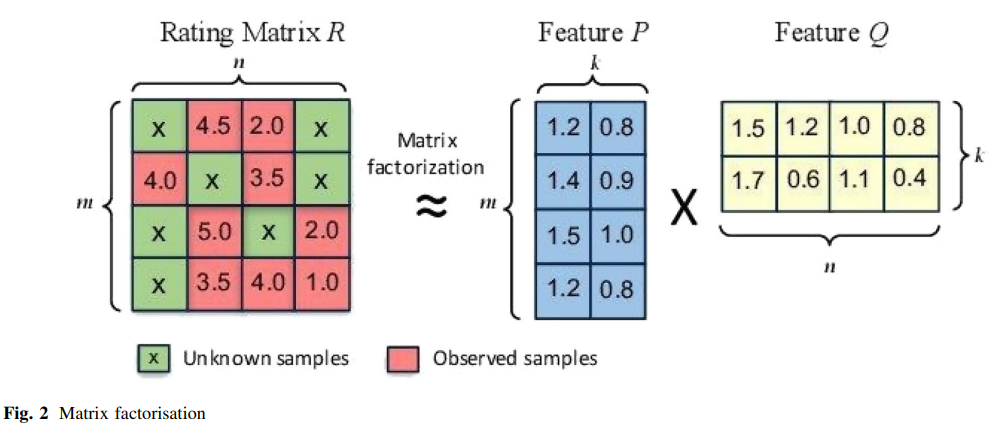 Rating Matrix R
Feature P
Feature Q
n
k
m
x 4.5 2.0 x
4.0 x 3.5 x
x 5.0 x 2.0
x 3.5 4.0 1.0
Matrix
factorization
≈
m
1.2 0.8
1.4 0.9
1.5 1.0
1.2 0.8
X
1.5 1.2 1.0 0.8
1.7 0.6 1.1 0.4
k
n
x Unknown samples
Observed samples
Fig. 2 Matrix factorisation